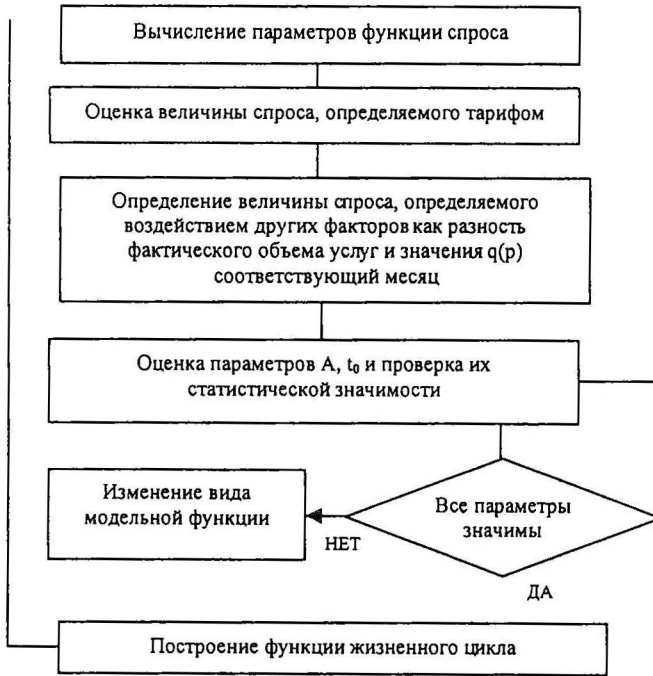 Вычисление параметров функции спроса
Оценка величины спроса, определяемого тарифом
Определение величины спроса, определяемого
воздействием других факторов как разность
фактического объема услуг и значения q(p)
соответствующий месяц
Оценка параметров A, t₀ и проверка их
статистической значимости
Изменение вида
модельной функции
Все параметры
значимы
НЕТ
ДА
Построение функции жизненного цикла